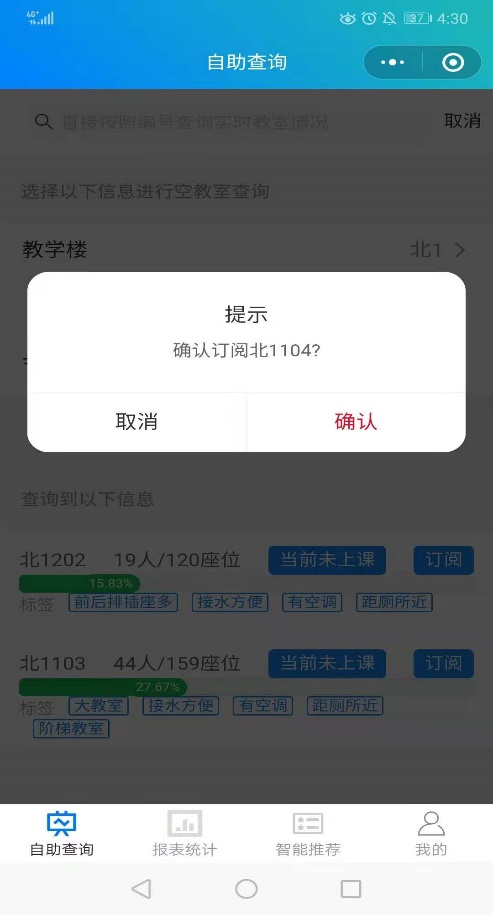 4G+ 37 4:30
自助查询
直接按照编号查询实时教室情况 取消
选择以下信息进行空教室查询
教学楼 北1
提示
确认订阅北1104?
取消 确认
查询到以下信息
北1202 19人/120座位 当前未上课 订阅
15.83%
标签 前后排插座多 接水方便 有空调 距厕所近
北1103 44人/159座位 当前未上课 订阅
27.67%
标签 大教室 接水方便 有空调 距厕所近
阶梯教室
自助查询 报表统计 智能推荐 我的